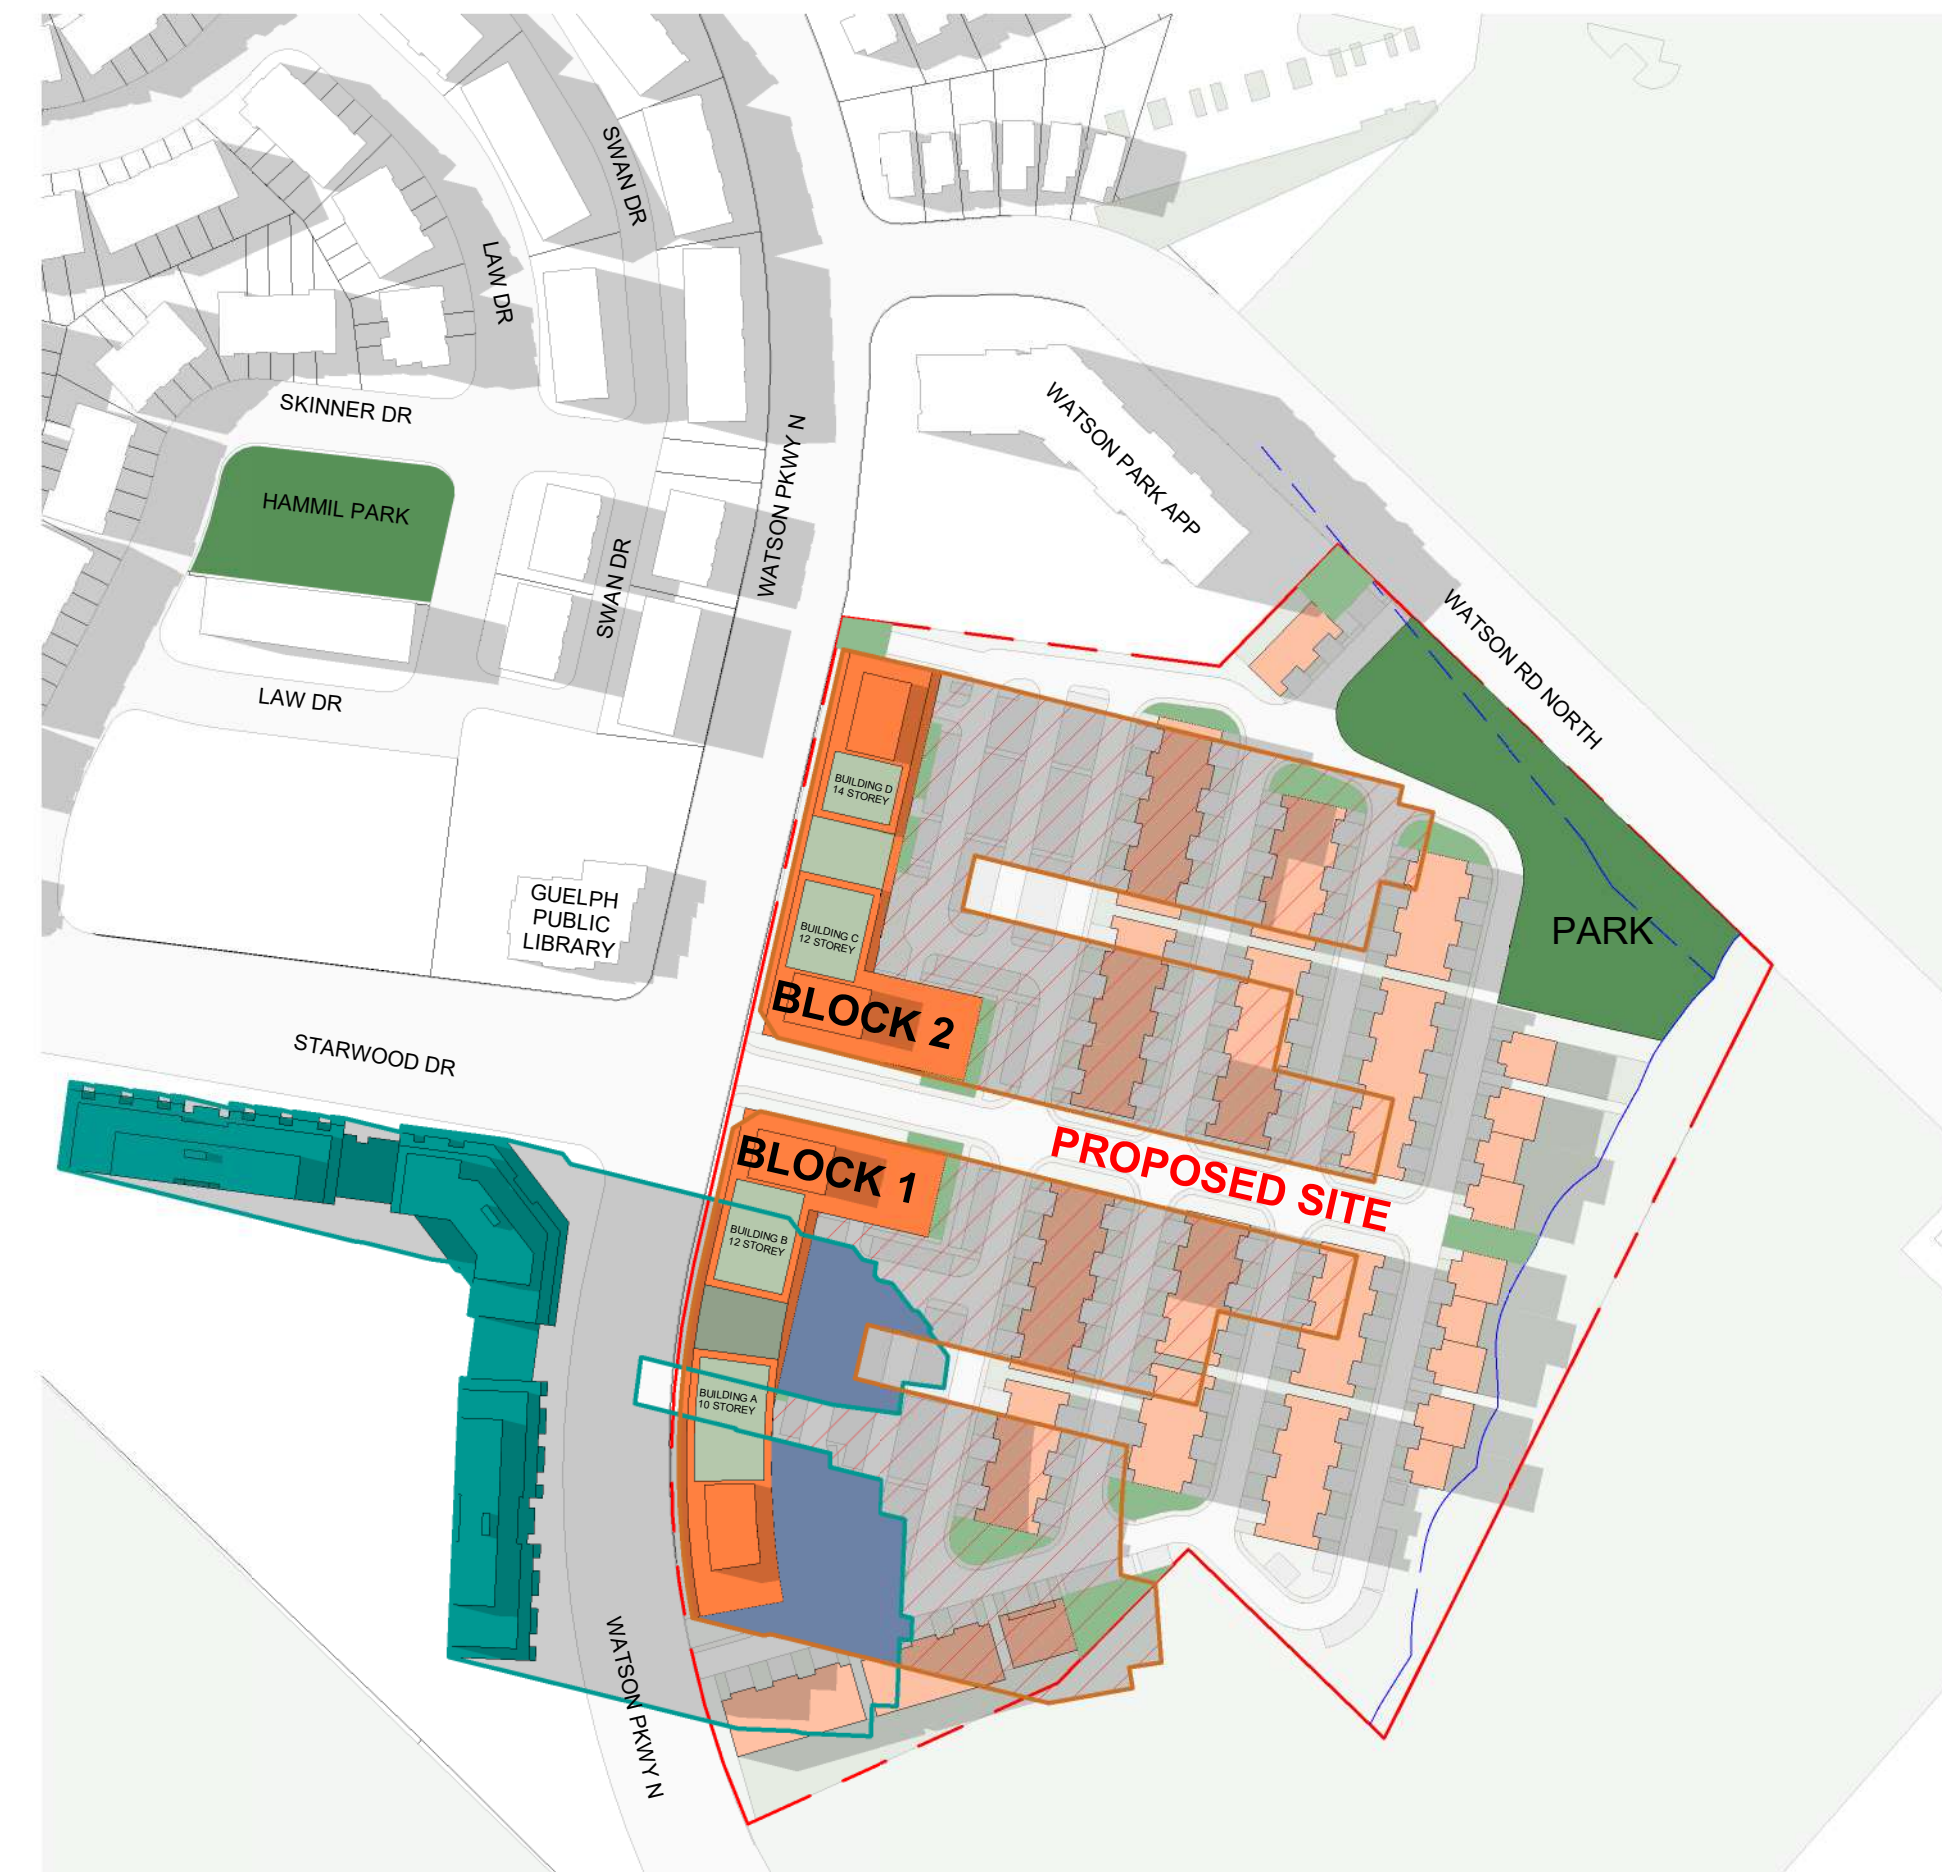 SWAN DR
LAW DR
SKINNER DR
HAMMIL PARK
WATSON PKWY N
WATSON PARK APP
SWAN DR
WATSON RD NORTH
LAW DR
BUILDING D
14 STOREY
GUELPH
PUBLIC
LIBRARY
PARK
BUILDING C
12 STOREY
BLOCK 2
STARWOOD DR
BLOCK 1
PROPOSED SITE
BUILDING B
12 STOREY
BUILDING A
10 STOREY
WATSON PKWY N